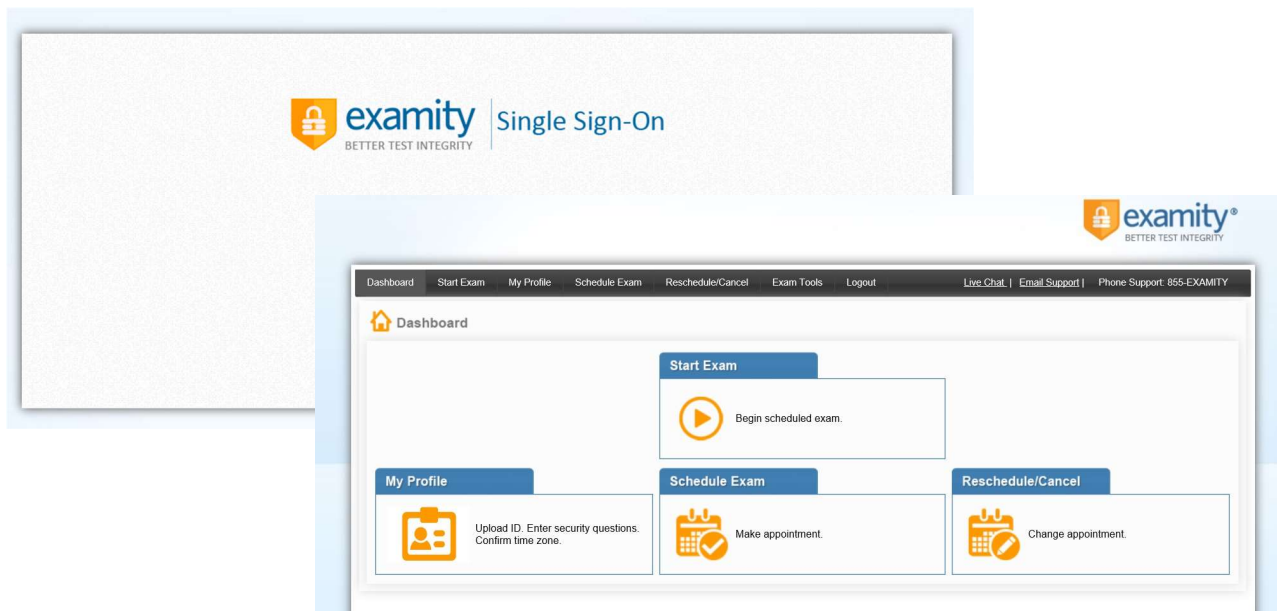 examity Single Sign-On
BETTER TEST INTEGRITY
examity®
BETTER TEST INTEGRITY
Dashboard Start Exam My Profile Schedule Exam Reschedule/Cancel Exam Tools Logout Live Chat | Email Support | Phone Support: 855-EXAMITY
Dashboard
Start Exam
Begin scheduled exam.
My Profile
Upload ID. Enter security questions.
Confirm time zone.
Schedule Exam
Make appointment.
Reschedule/Cancel
Change appointment.